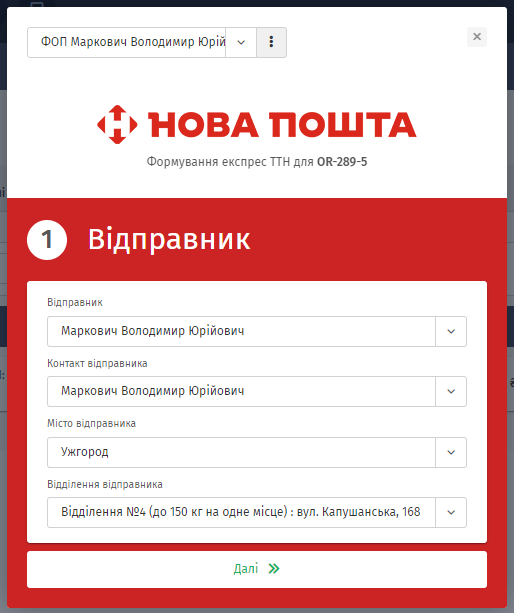 ФОП Маркович Володимир Юрій
НОВА ПОШТА
Формування експрес ТТН для OR-289-5
1 Відправник
Відправник
Маркович Володимир Юрійович
Контакт відправника
Маркович Володимир Юрійович
Місто відправника
Ужгород
Відділення відправника
Відділення №4 (до 150 кг на одне місце) : вул. Капушанська, 168
Далі